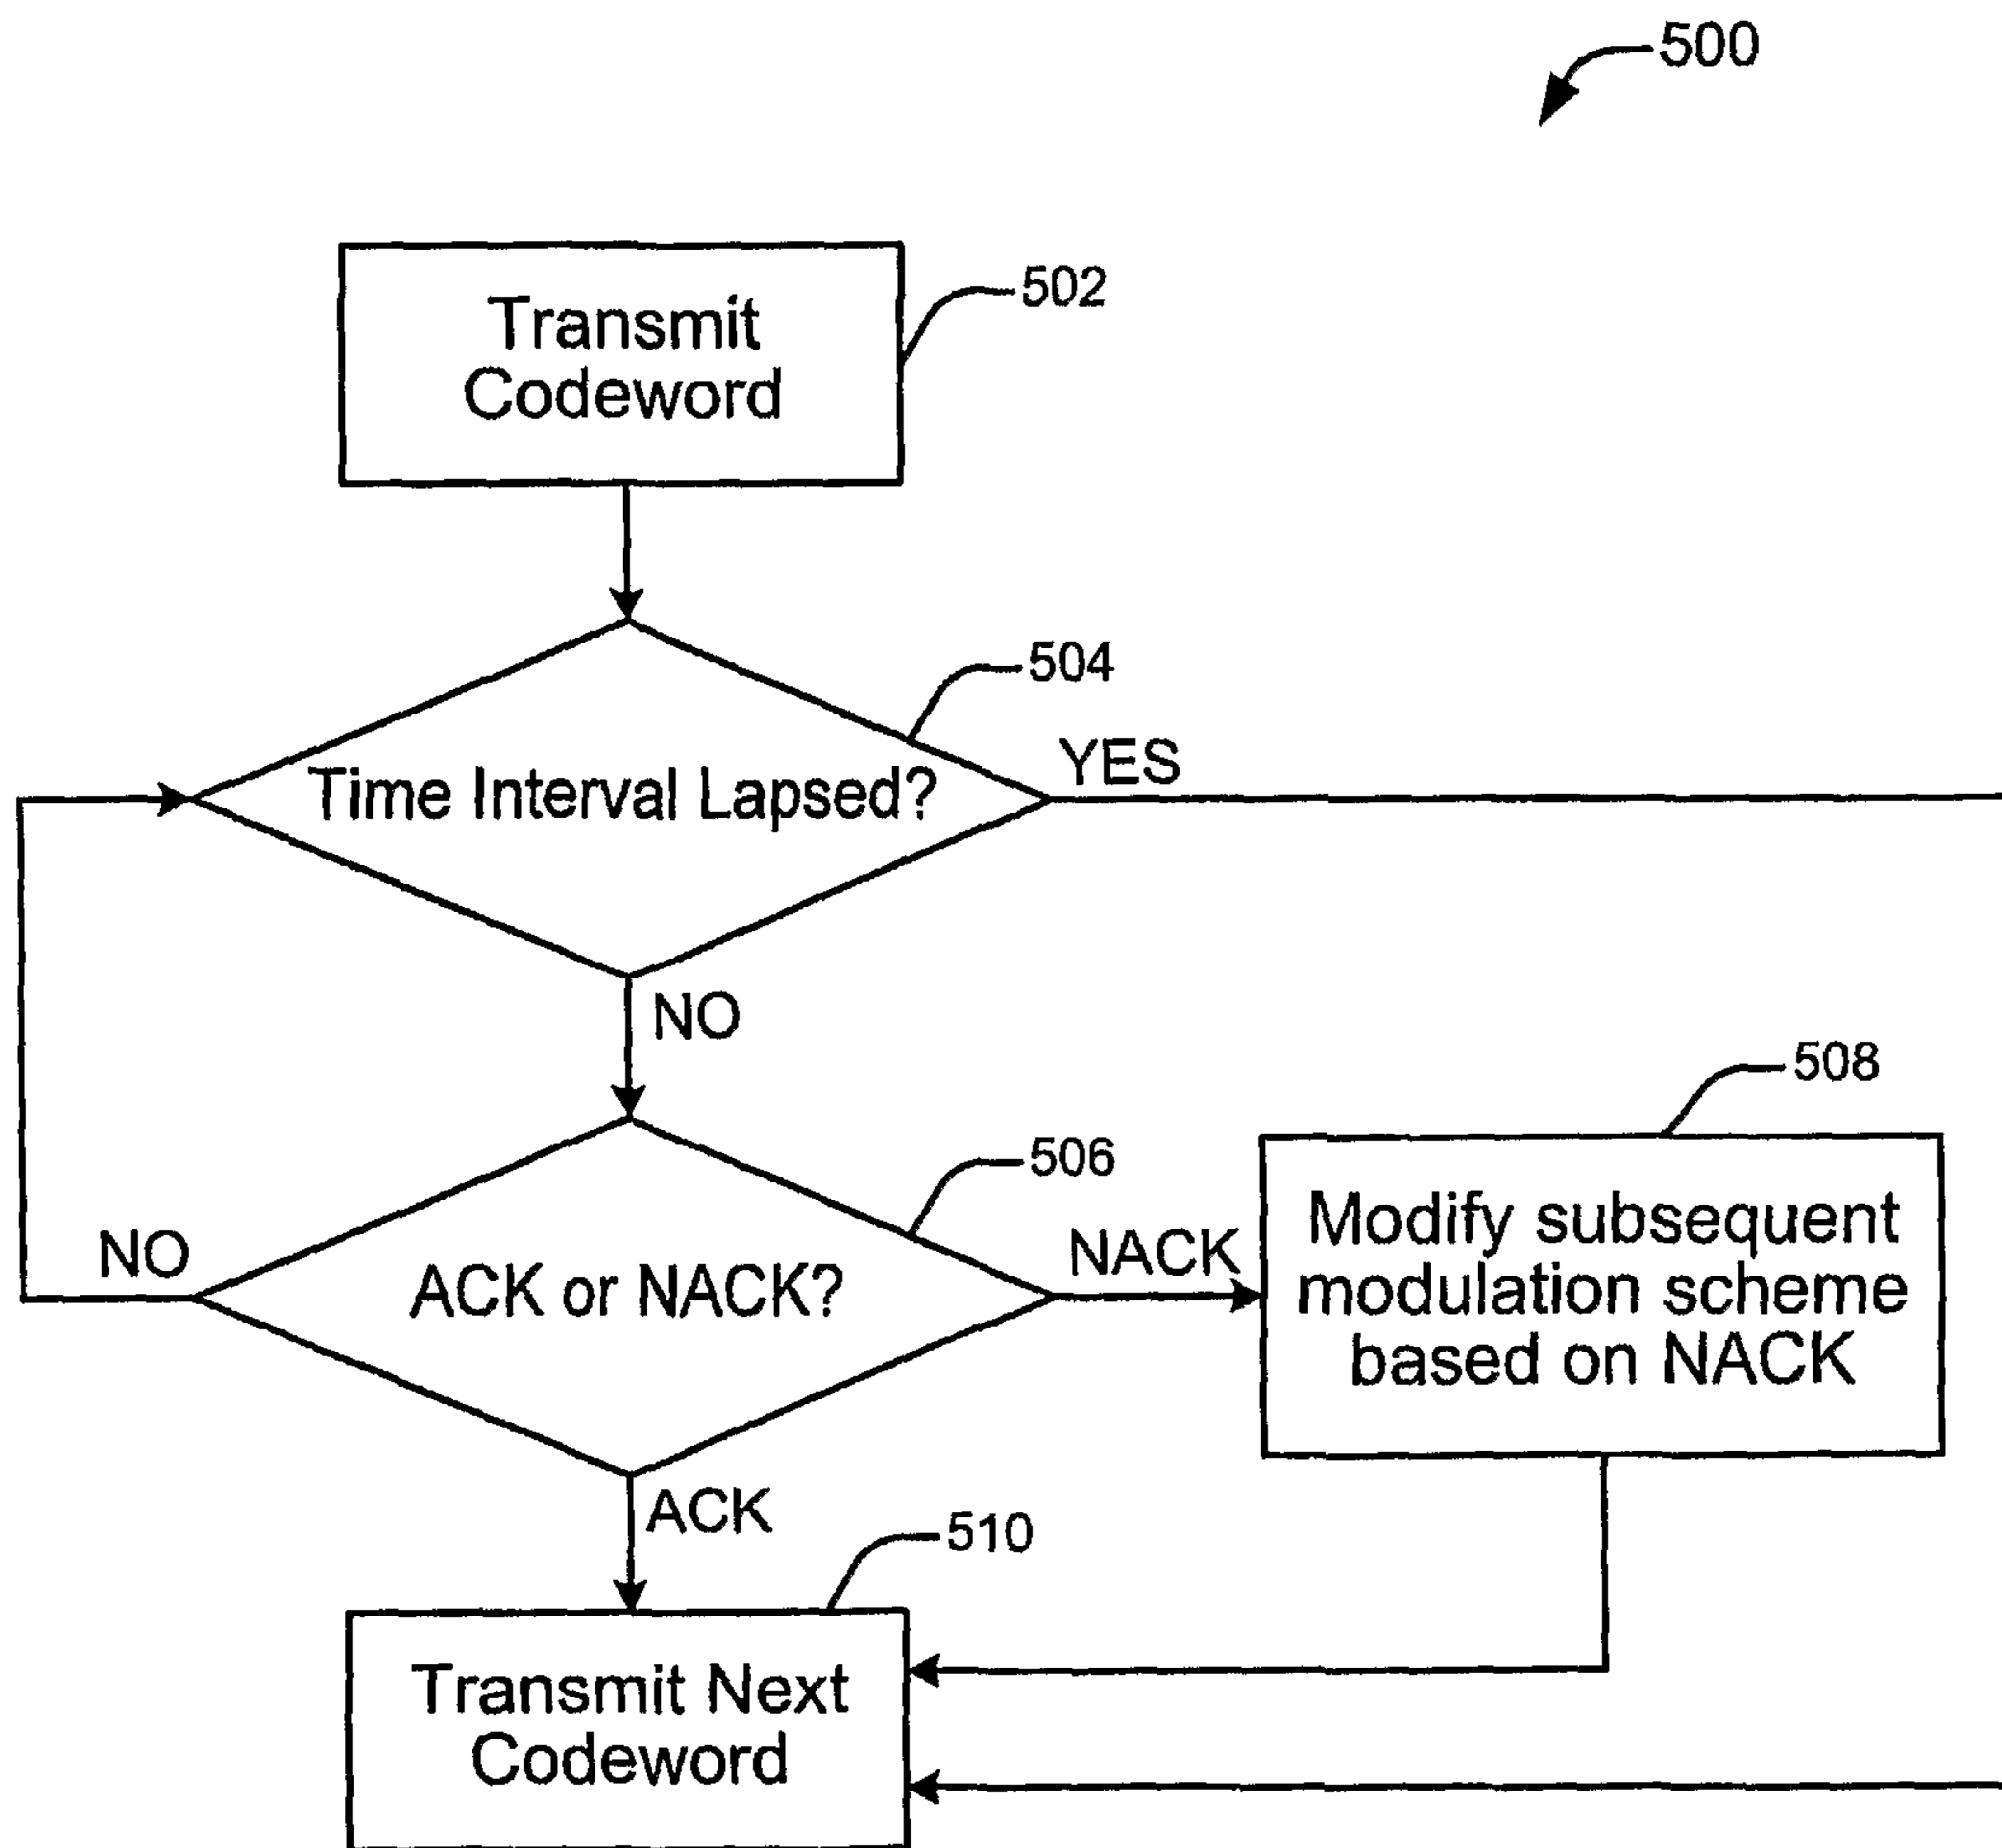 500
Transmit
Codeword
502
504
Time Interval Lapsed?
YES
NO
506
ACK or NACK?
NO
NACK
508
Modify subsequent
modulation scheme
based on NACK
ACK
510
Transmit Next
Codeword